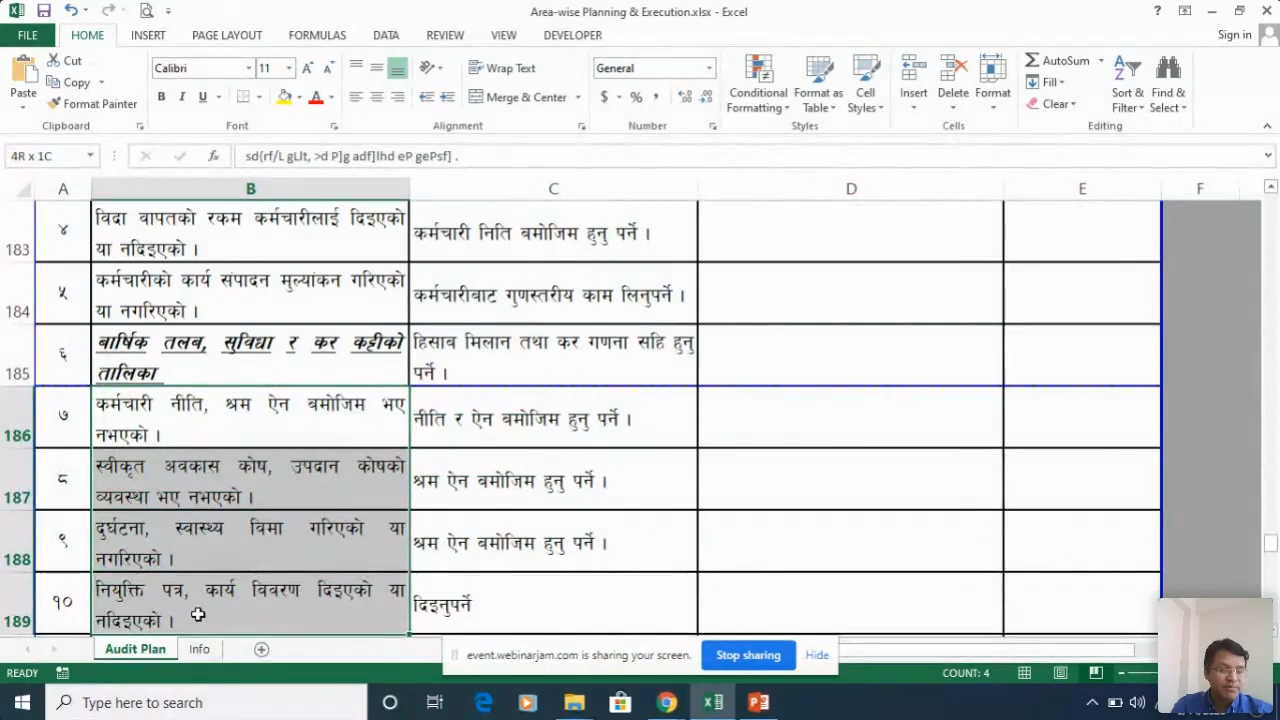 Area-wise Planning & Execution.xlsx - Excel
?
FILE HOME INSERT PAGE LAYOUT FORMULAS DATA REVIEW VIEW DEVELOPER Sign in
Paste
Cut
Copy
Format Painter
Calibri 11
B I U
Wrap Text
Merge & Center
General
$ % ,
Conditional Formatting
Format as Table
Cell Styles
Insert
Delete
Format
AutoSum
Fill
Clear
Sort & Filter
Find & Select
Clipboard Font Alignment Number Styles Cells Editing
4R x 1C
fx
sd{rf/L gLlt, >d P]g adf]lhd eP gePsf] .
A B C D E F
183 ४ विदा वापतको रकम कर्मचारीलाई दिइएको
या नदिइएको । कर्मचारी निति बमोजिम हुनु पर्ने ।
184 ५ कर्मचारीको कार्य संपादन मुल्यांकन गरिएको
या नगरिएको । कर्मचारीबाट गुणस्तरीय काम लिनुपर्ने ।
185 ६ बार्षिक तलब, सुविधा र कर कट्टीको
तालिका
हिसाब मिलान तथा कर गणना सहि हुनु
पर्ने ।
186 ७ कर्मचारी नीति, श्रम ऐन बमोजिम भए
नभएको । नीति र ऐन बमोजिम हुनु पर्ने ।
187 ८ स्वीकृत अवकास कोष, उपदान कोषको
व्यवस्था भए नभएको । श्रम ऐन बमोजिम हुनु पर्ने ।
188 ९ दुर्घटना, स्वास्थ्य विमा गरिएको या
नगरिएको । श्रम ऐन बमोजिम हुनु पर्ने ।
189 १० नियुक्ति पत्र, कार्य विवरण दिइएको या
नदिइएको । दिइनुपर्ने
Audit Plan Info
event.webinarjam.com is sharing your screen. Stop sharing Hide
READY COUNT: 4
Type here to search